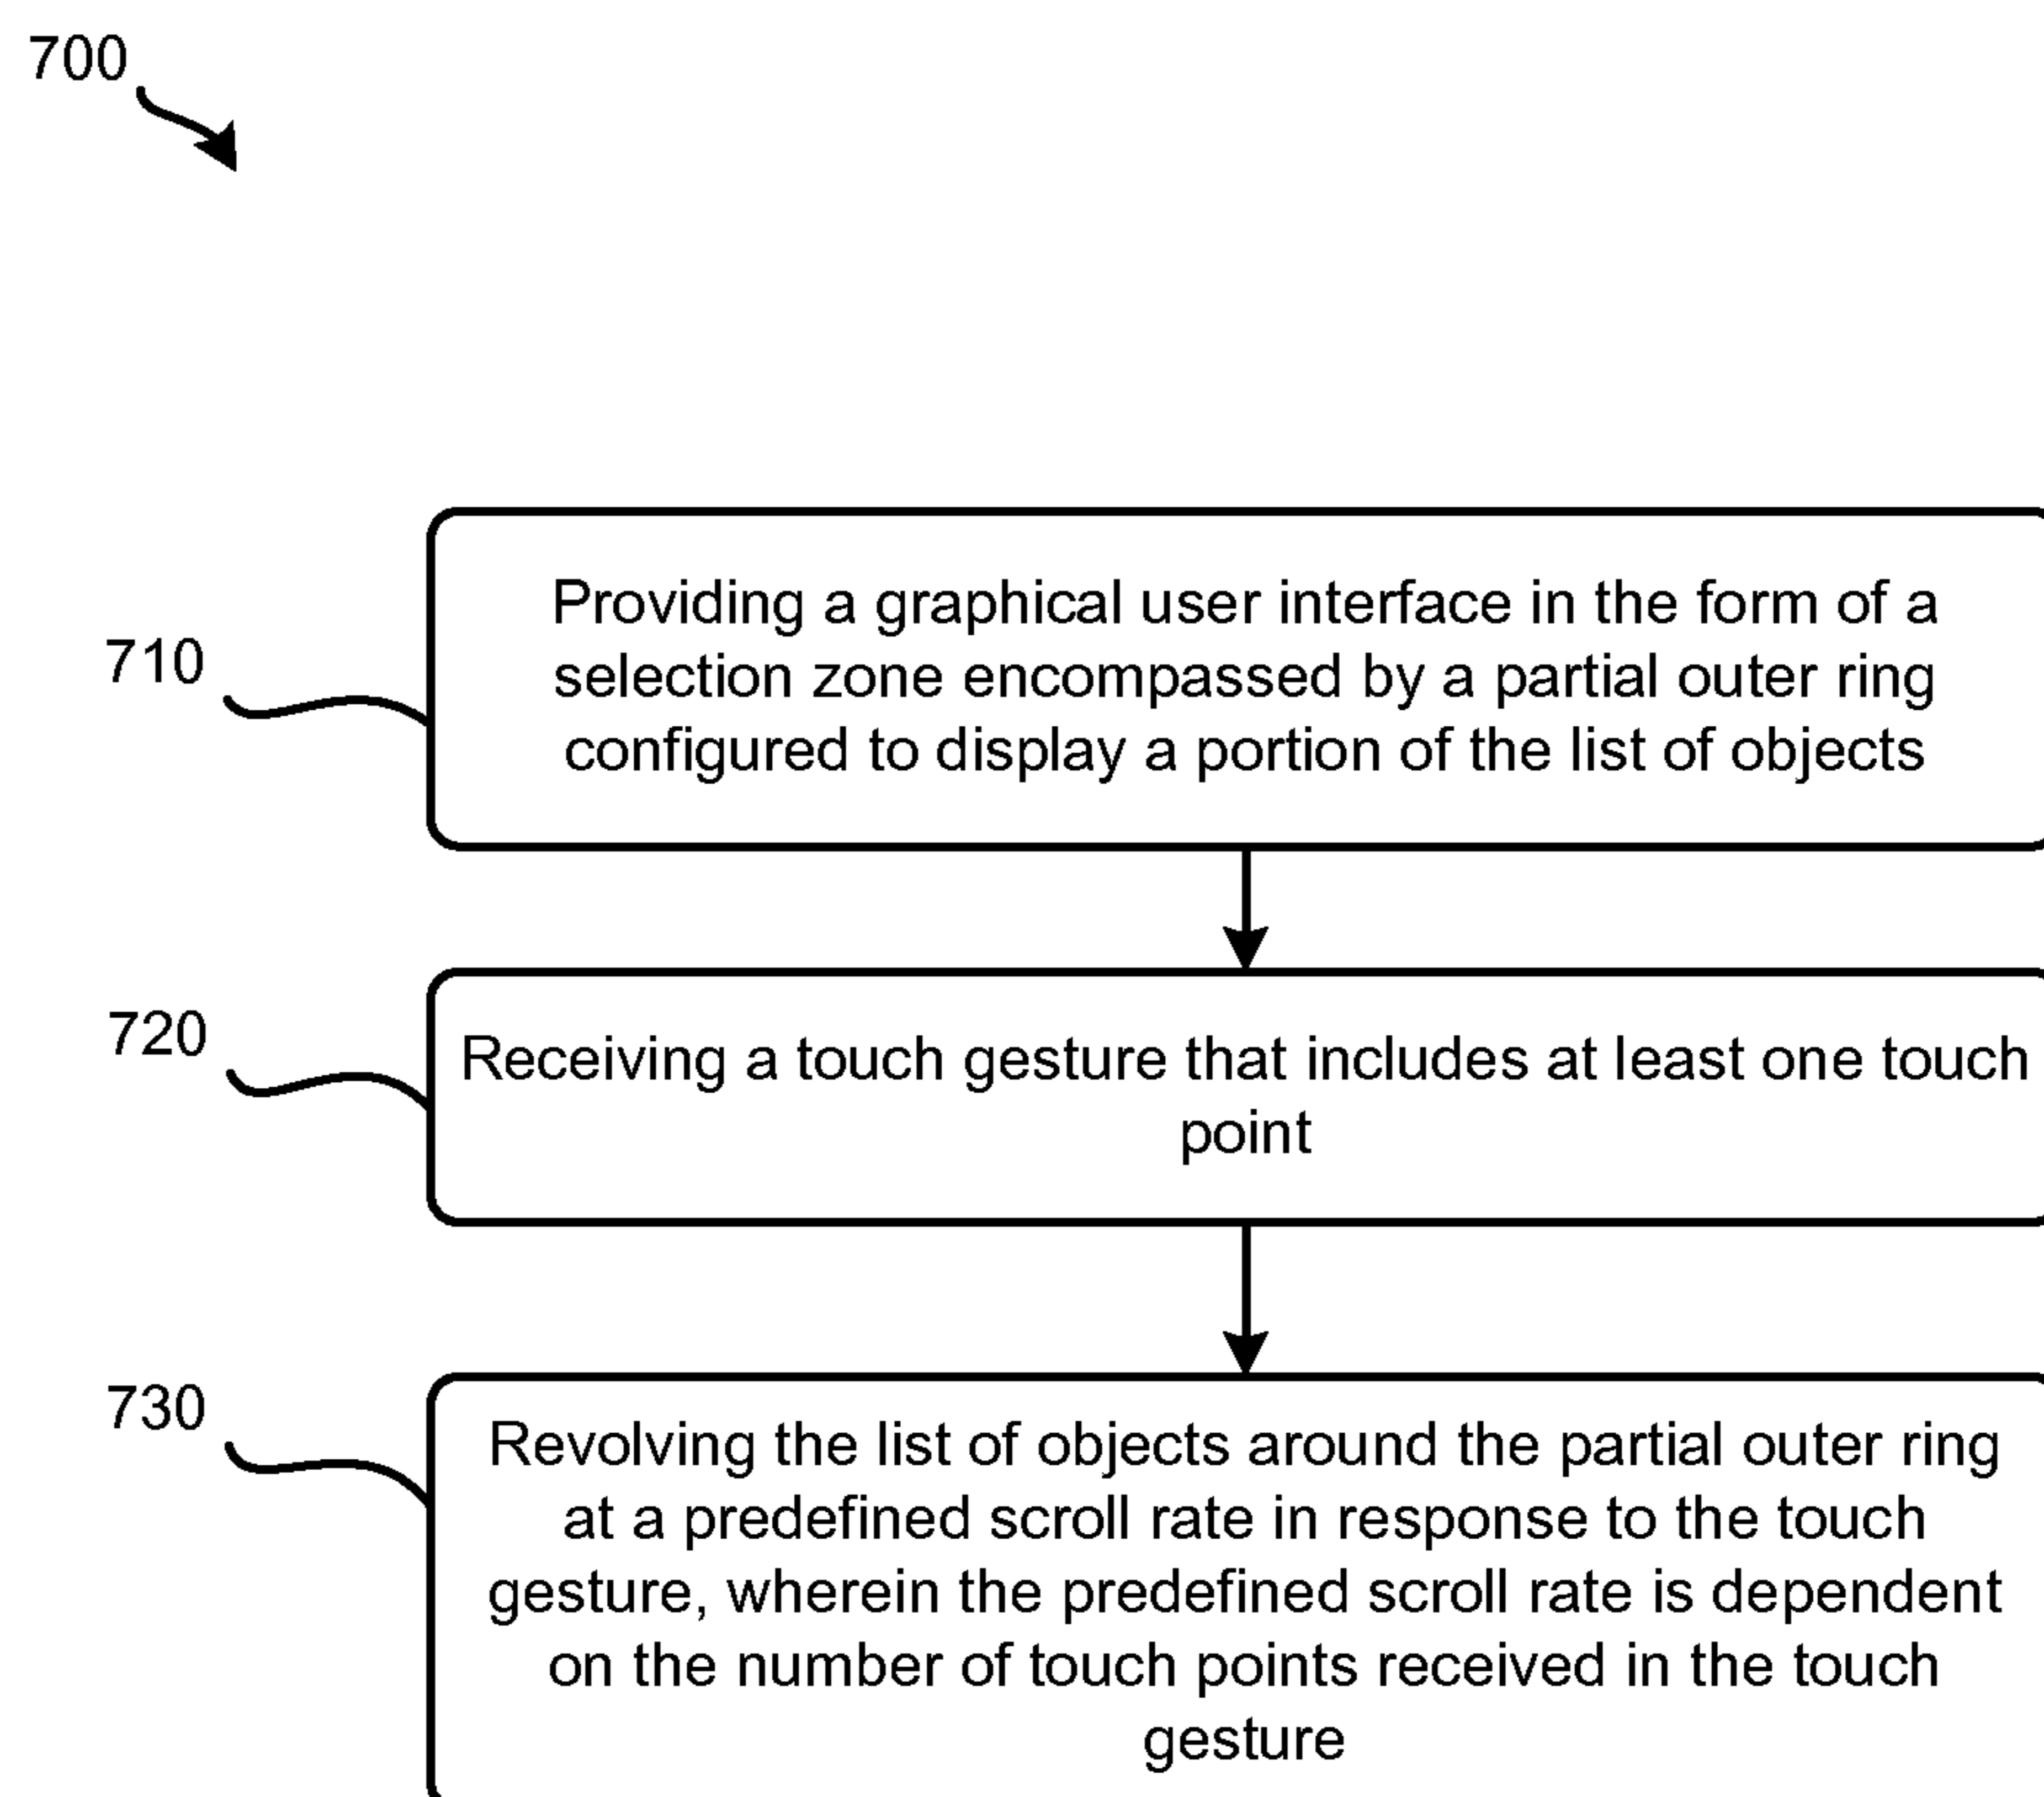 700
710
Providing a graphical user interface in the form of a
selection zone encompassed by a partial outer ring
configured to display a portion of the list of objects
720
Receiving a touch gesture that includes at least one touch
point
730
Revolving the list of objects around the partial outer ring
at a predefined scroll rate in response to the touch
gesture, wherein the predefined scroll rate is dependent
on the number of touch points received in the touch
gesture